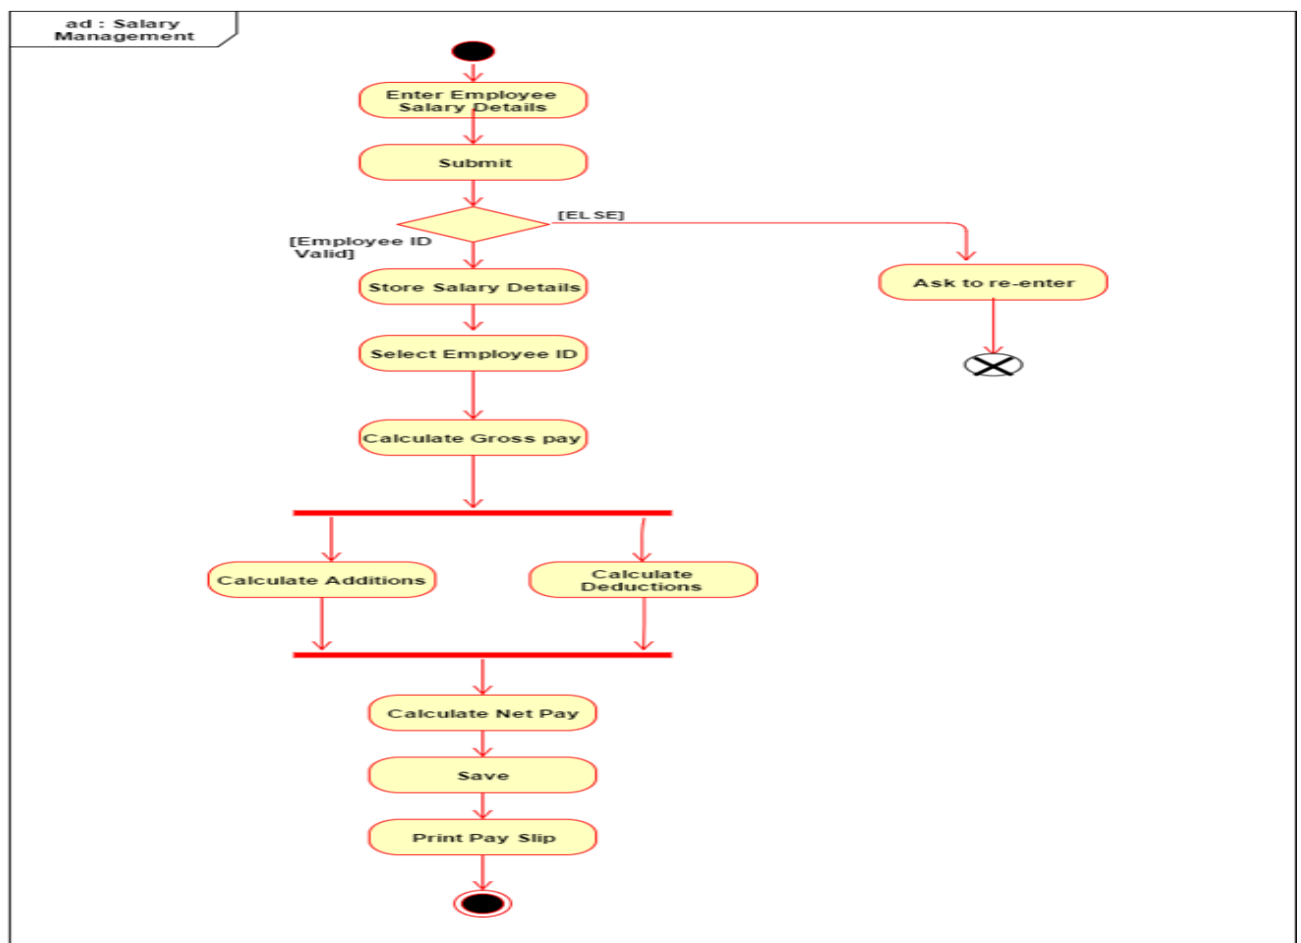 ad : Salary
Management
Enter Employee
Salary Details
Submit
[ELSE]
[Employee ID
Valid]
Store Salary Details
Ask to re-enter
Select Employee ID
Calculate Gross pay
Calculate Additions
Calculate
Deductions
Calculate Net Pay
Save
Print Pay Slip